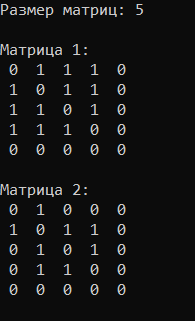 Размер матриц: 5
Матрица 1:
0 1 1 1 0
1 0 1 1 0
1 1 0 1 0
1 1 1 0 0
0 0 0 0 0
Матрица 2:
0 1 0 0 0
1 0 1 1 0
0 1 0 1 0
0 1 1 0 0
0 0 0 0 0